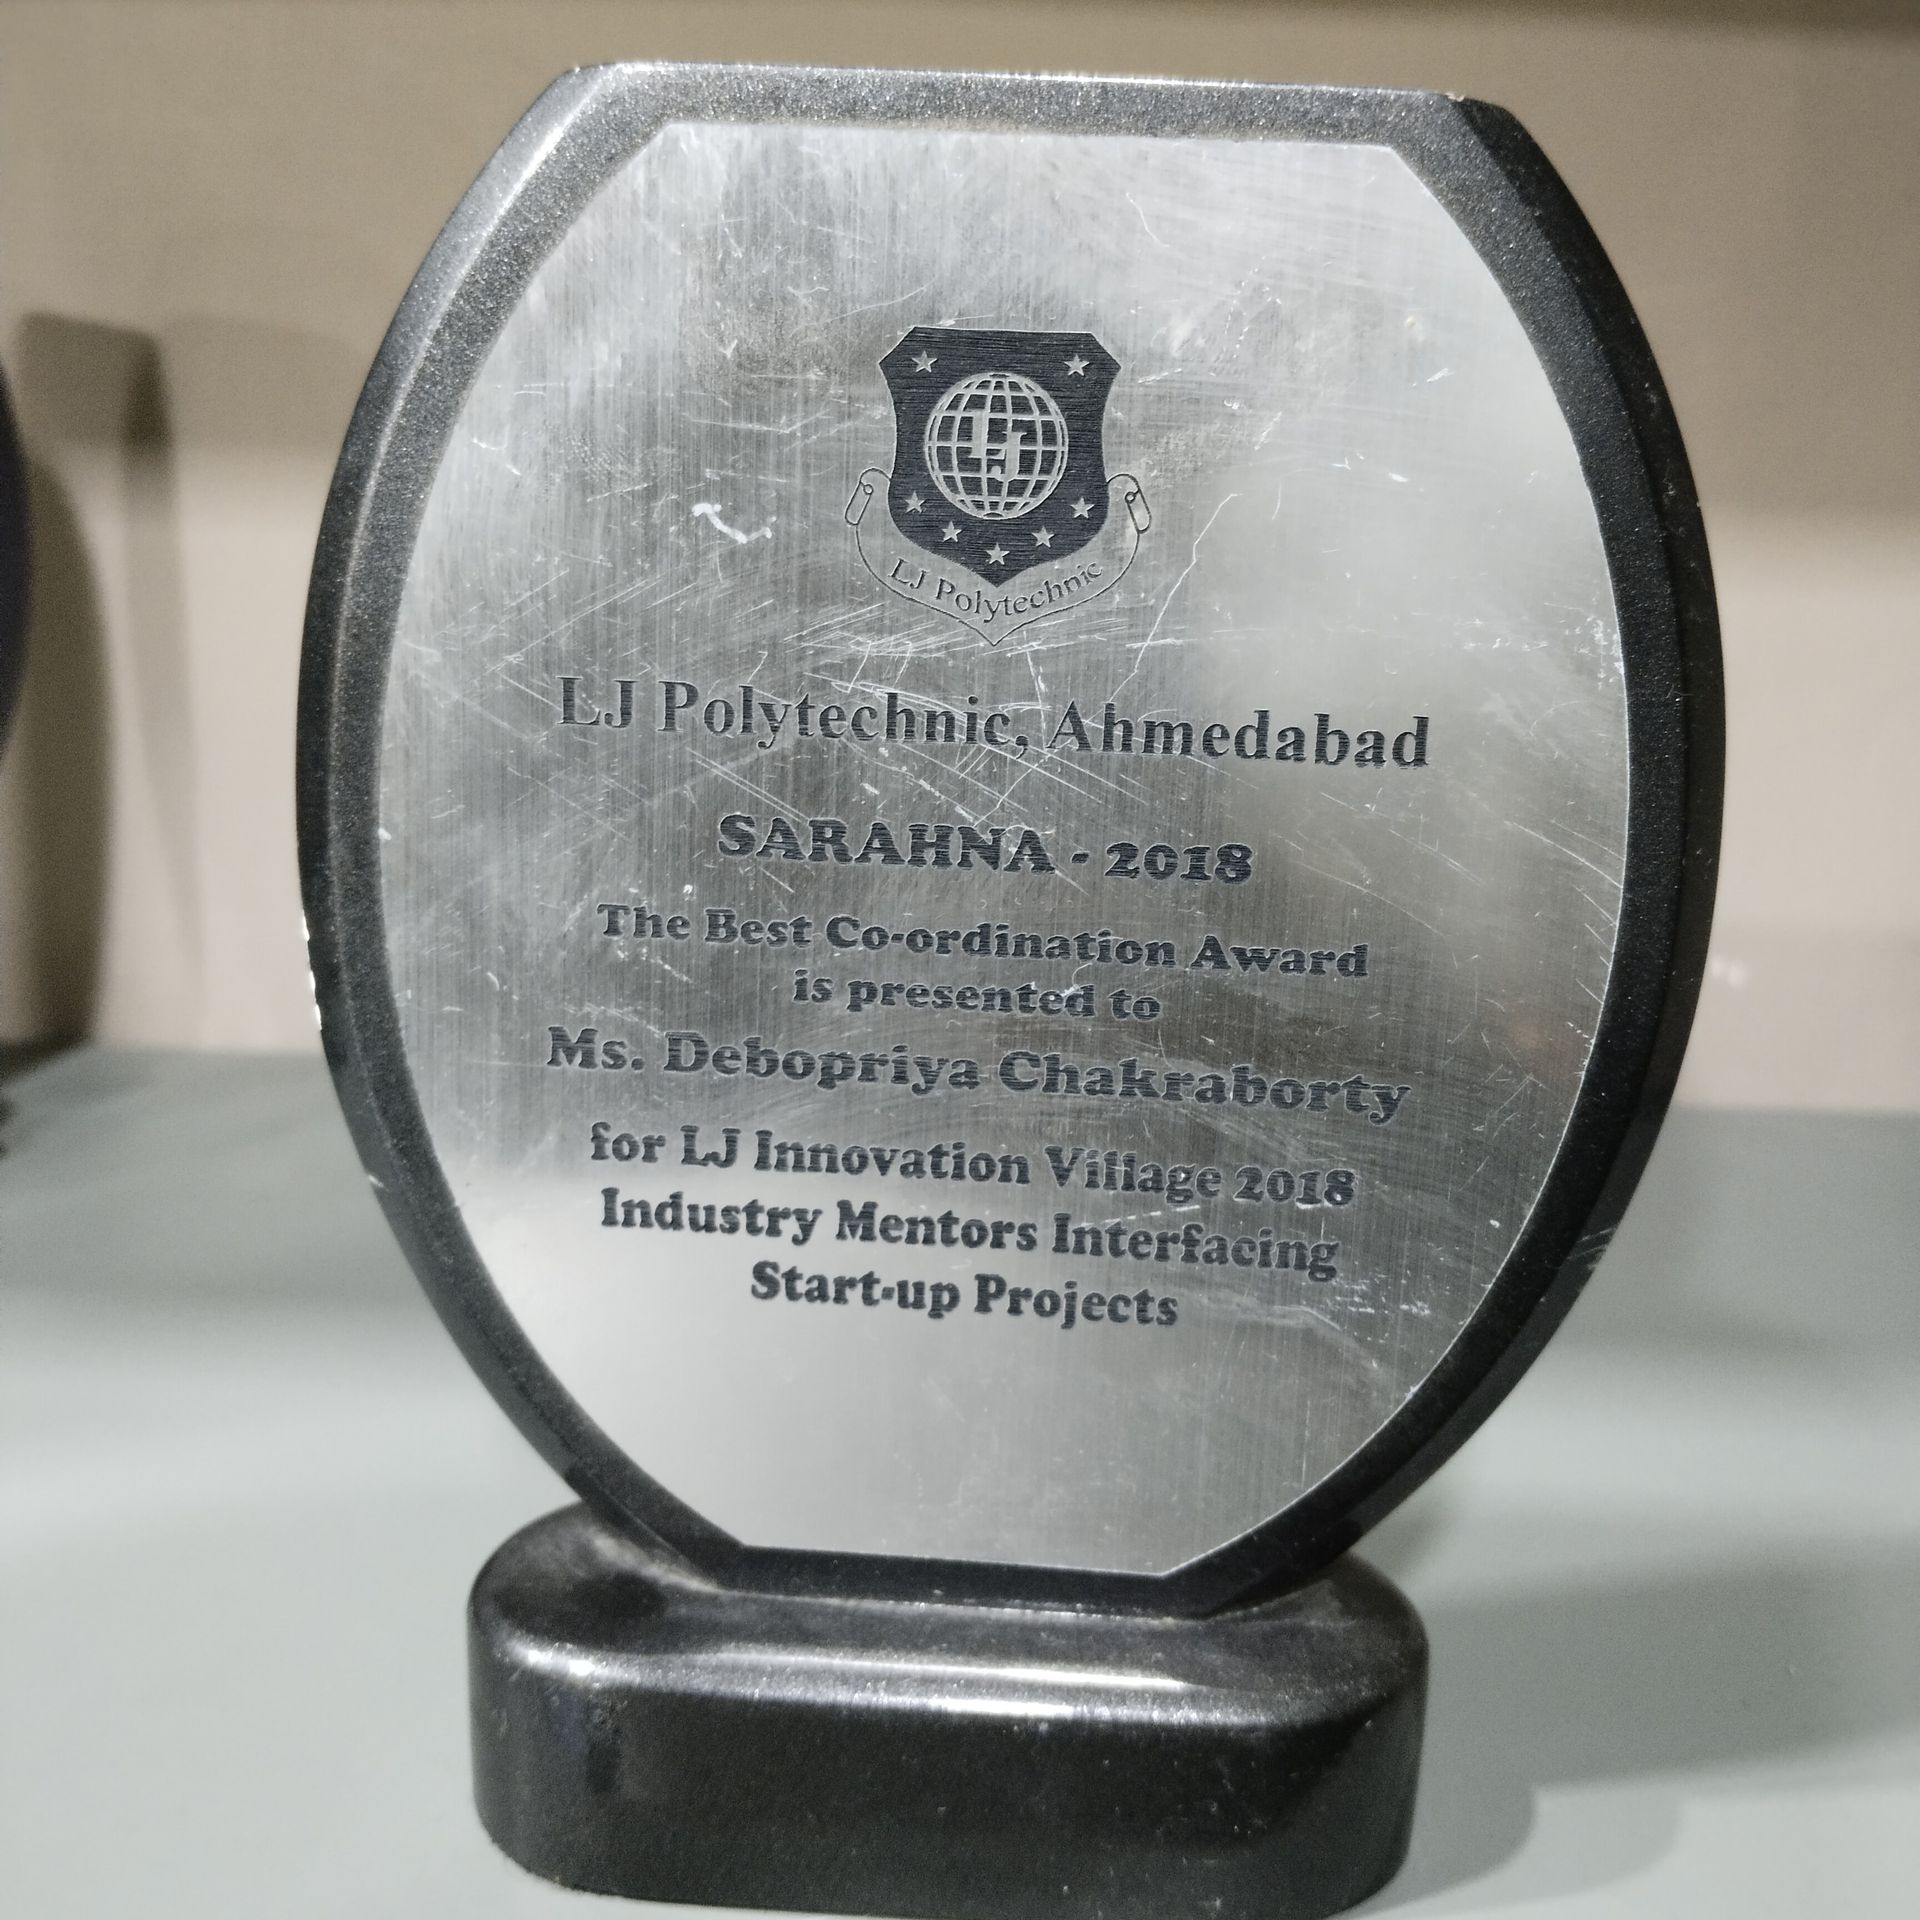 LJ
LJ Polytechnic
LJ Polytechnic, Ahmedabad
SARAHNA - 2018
The Best Co-ordination Award
is presented to
Ms. Debopriya Chakraborty
for LJ Innovation Village 2018
Industry Mentors Interfacing
Start-up Projects